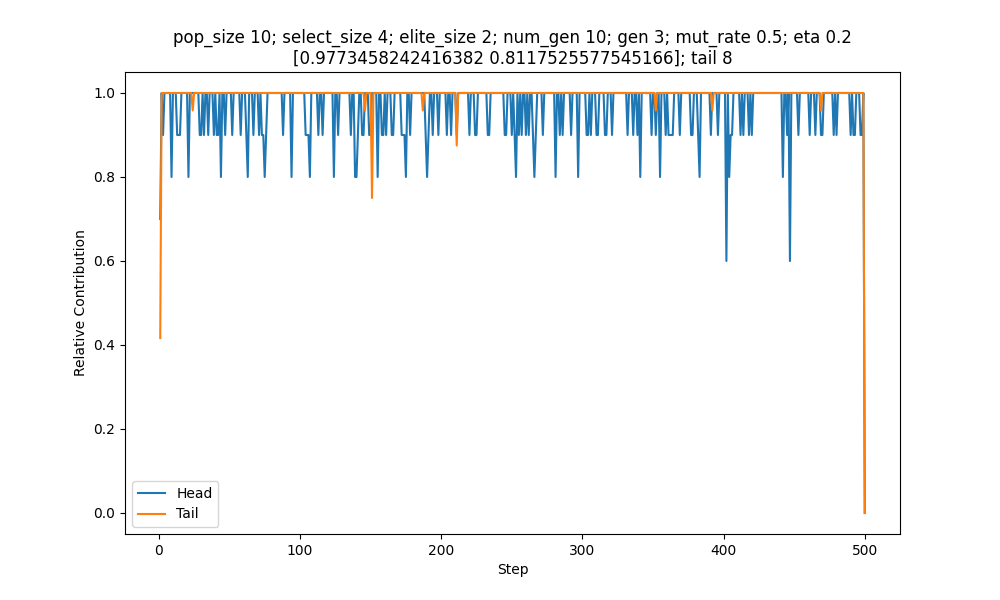 pop_size 10; select_size 4; elite_size 2; num_gen 10; gen 3; mut_rate 0.5; eta 0.2
[0.9773458242416382 0.8117525577545166]; tail 8
1.0
0.8
0.6
0.4
0.2
0.0
Relative Contribution
Head
Tail
0
100
200
300
400
500
Step